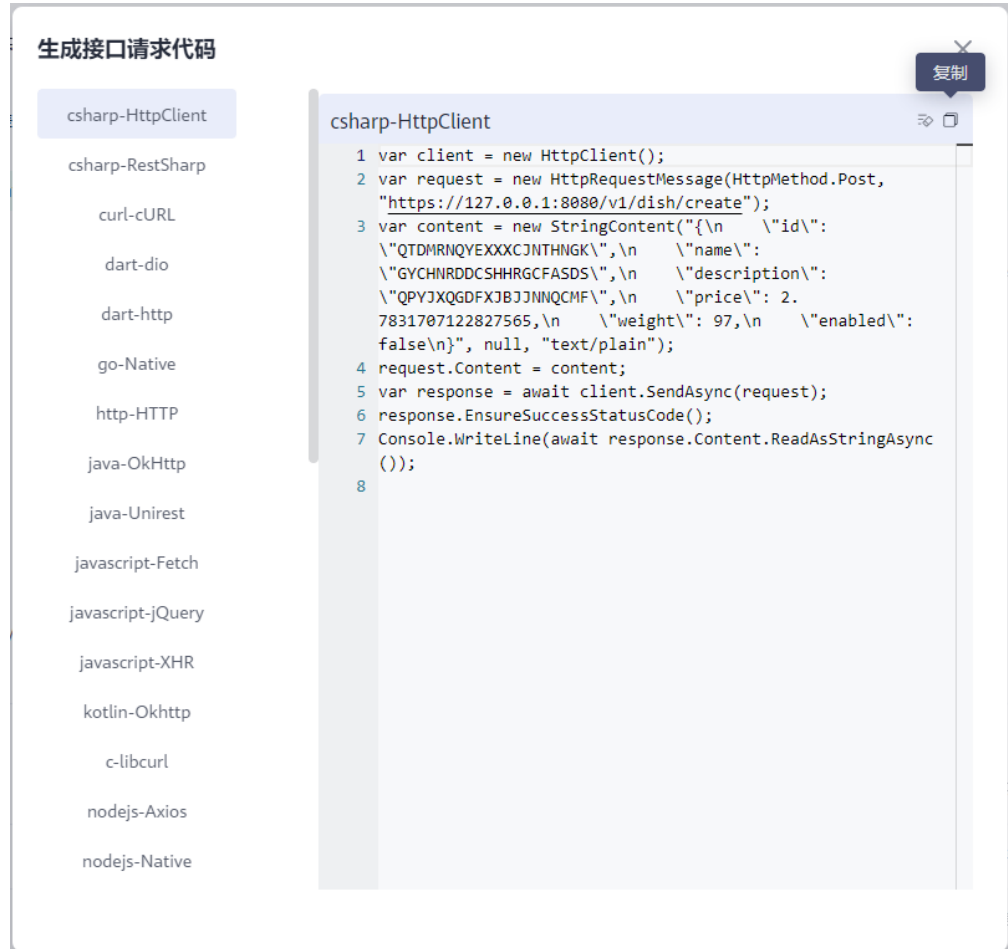 生成接口请求代码
复制
csharp-HttpClient
csharp-RestSharp
curl-cURL
dart-dio
dart-http
go-Native
http-HTTP
java-OkHttp
java-Unirest
javascript-Fetch
javascript-jQuery
javascript-XHR
kotlin-Okhttp
c-libcurl
nodejs-Axios
nodejs-Native
csharp-HttpClient
1 var client = new HttpClient();
2 var request = new HttpRequestMessage(HttpMethod.Post,
"https://127.0.0.1:8080/v1/dish/create");
3 var content = new StringContent("{\n    \"id\":
\"QTDMRNQYEXXXCJNTHNGK\",\n    \"name\":
\"GYCHNRDDCSHHRGCFASDS\",\n    \"description\":
\"QPYJXQGDFXJBJJNNQCMF\",\n    \"price\": 2.
7831707122827565,\n    \"weight\": 97,\n    \"enabled\":
false\n}", null, "text/plain");
4 request.Content = content;
5 var response = await client.SendAsync(request);
6 response.EnsureSuccessStatusCode();
7 Console.WriteLine(await response.Content.ReadAsStringAsync
());
8